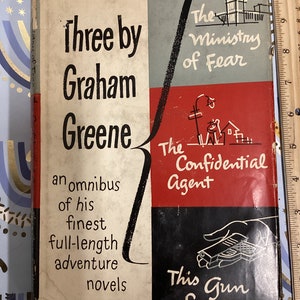 Three by
Graham
Greene
an omnibus
of his
finest
full-length
adventure
novels
The
Ministry
of Fear
The
Confidential
Agent
This Gun